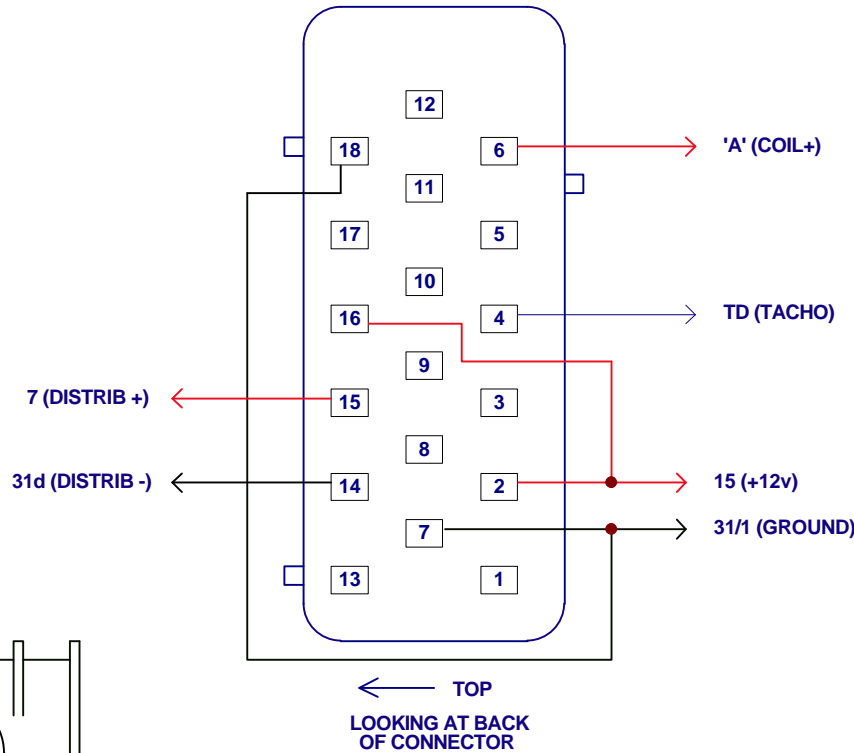 12
18
6
'A' (COIL+)
11
17
5
10
16
4
TD (TACHO)
9
7 (DISTRIB +)
15
3
8
31d (DISTRIB -)
14
2
15 (+12v)
7
31/1 (GROUND)
13
1
TOP
LOOKING AT BACK
OF CONNECTOR